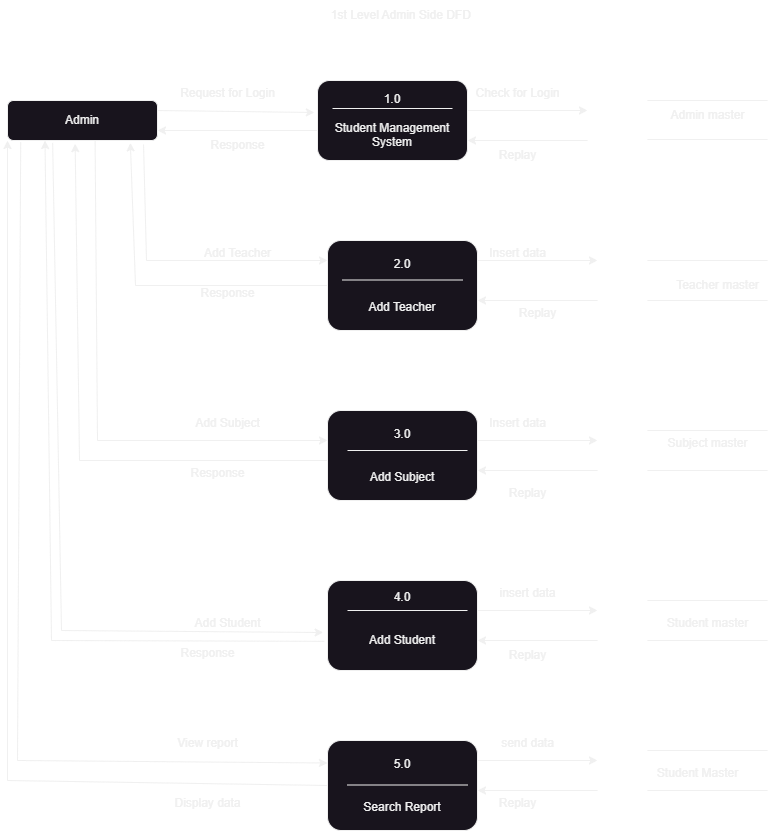 1st Level Admin Side DFD
Request for Login
1.0
Check for Login
Admin
Student Management
System
Admin master
Response
Replay
Add Teacher
2.0
Insert data
Response
Add Teacher
Teacher master
Replay
Add Subject
3.0
Insert data
Subject master
Response
Add Subject
Replay
4.0
insert data
Add Student
Add Student
Student master
Response
Replay
View report
5.0
send data
Student Master
Display data
Search Report
Replay